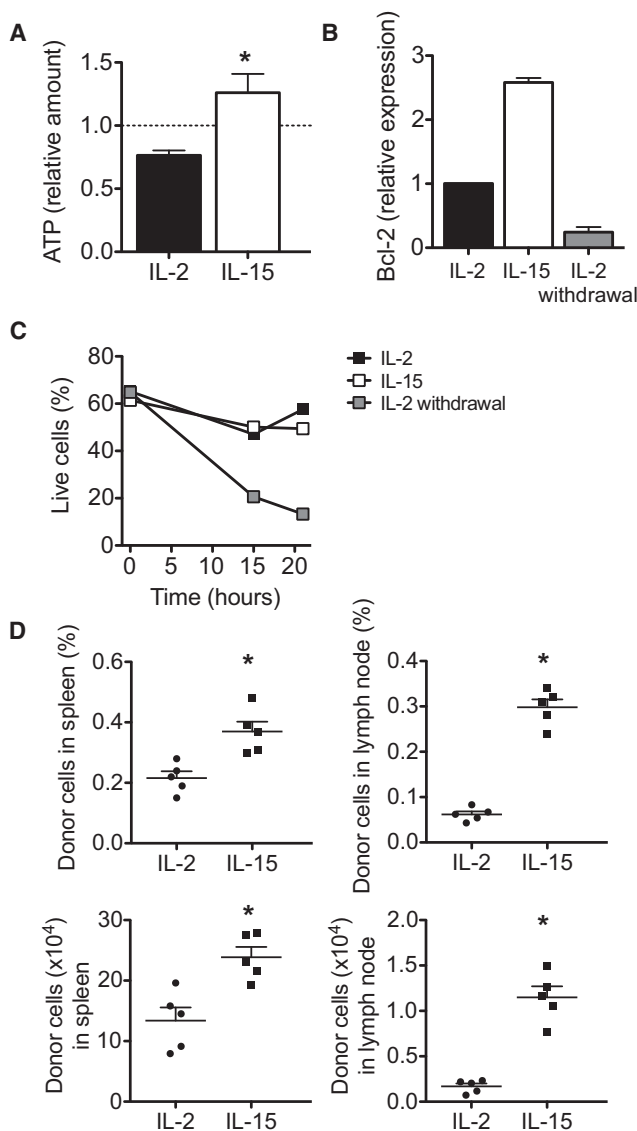 A
ATP (relative amount)
1.5
1.0
0.5
0.0
*
IL-2
IL-15
B
Bcl-2 (relative expression)
3
2
1
0
IL-2
IL-15
IL-2
withdrawal
C
Live cells (%)
80
60
40
20
0
0
5
10
15
20
Time (hours)
IL-2
IL-15
IL-2 withdrawal
D
Donor cells in spleen (%)
0.6
0.4
0.2
0.0
*
IL-2
IL-15
Donor cells in lymph node (%)
0.4
0.3
0.1
0.0
*
IL-2
IL-15
Donor cells (x10⁴)
in spleen
30
20
10
0
*
IL-2
IL-15
Donor cells (x10⁴)
in lymph node
2.0
1.5
1.0
0.5
0.0
*
IL-2
IL-15